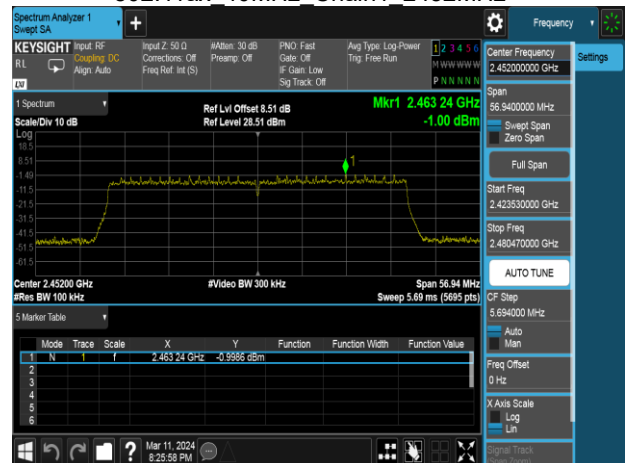 Spectrum Analyzer 1
Swept SA
Frequency
KEYSIGHT
RL
LXI
Input: RF
Coupling: DC
Align: Auto
Input Z: 50 Ω
Corrections: Off
Freq Ref: Int (S)
#Atten: 30 dB
Preamp: Off
PNO: Fast
Gate: Off
IF Gain: Low
Sig Track: Off
Avg Type: Log-Power
Trig: Free Run
1 2 3 4 5 6
M W W W W W
P N N N N N
1 Spectrum
Scale/Div 10 dB
Ref Lvl Offset 8.51 dB
Ref Level 28.51 dBm
Mkr1 2.463 24 GHz
-1.00 dBm
Log
18.5
8.51
-1.49
-11.5
-21.5
-31.5
-41.5
-51.5
-61.5
1
Center 2.45200 GHz
#Res BW 100 kHz
#Video BW 300 kHz
Span 56.94 MHz
Sweep 5.69 ms (5695 pts)
5 Marker Table
Mode Trace Scale X Y Function Function Width Function Value
1 N 1 f 2.463 24 GHz -0.9986 dBm
2
3
4
5
6
Mar 11, 2024
8:25:58 PM
Center Frequency
2.452000000 GHz
Settings
Span
56.9400000 MHz
Swept Span
Zero Span
Full Span
Start Freq
2.423530000 GHz
Stop Freq
2.480470000 GHz
AUTO TUNE
CF Step
5.694000 MHz
Auto
Man
Freq Offset
0 Hz
X Axis Scale
Log
Lin
Signal Track
(Span Zoom)